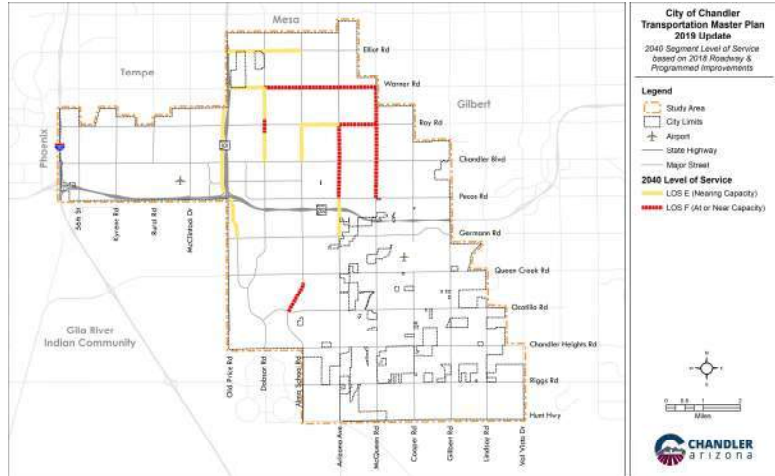 City of Chandler
Transportation Master Plan
2019 Update
2040 Segment Level of Service
based on 2018 Roadway &
Programmed Improvements
Legend
Study Area
City Limits
Airport
State Highway
Major Street
2040 Level of Service
LOS E (Nearing Capacity)
LOS F (At or Near Capacity)
Mesa
Tempe
Gilbert
Phoenix
Gila River
Indian Community
Elliot Rd
Warner Rd
Ray Rd
Chandler Blvd
Pecos Rd
Germann Rd
Queen Creek Rd
Ocotillo Rd
Chandler Heights Rd
Riggs Rd
Hunt Hwy
56th St
Kyrene Rd
Rural Rd
McClintock Dr
Old Price Rd
Dobson Rd
Alma School Rd
Arizona Ave
McQueen Rd
Cooper Rd
Gilbert Rd
Lindsay Rd
Val Vista Dr
Miles
CHANDLER
arizona